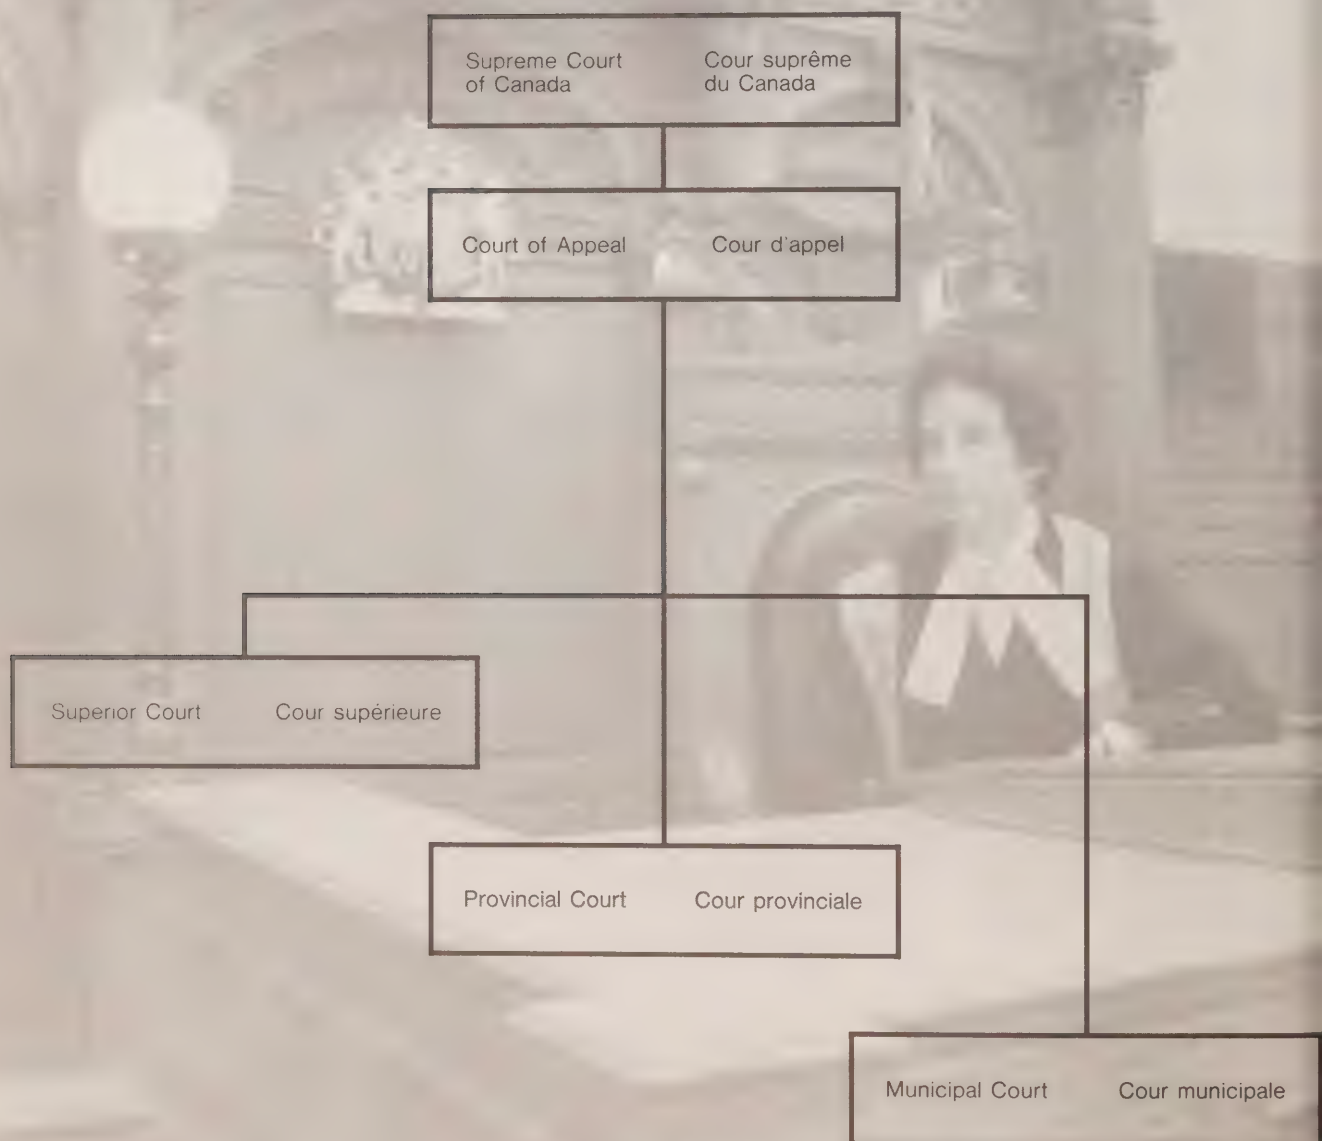 Supreme Court
of Canada
Cour suprême
du Canada
Court of Appeal
Cour d'appel
Superior Court
Cour supérieure
Provincial Court
Cour provinciale
Municipal Court
Cour municipale